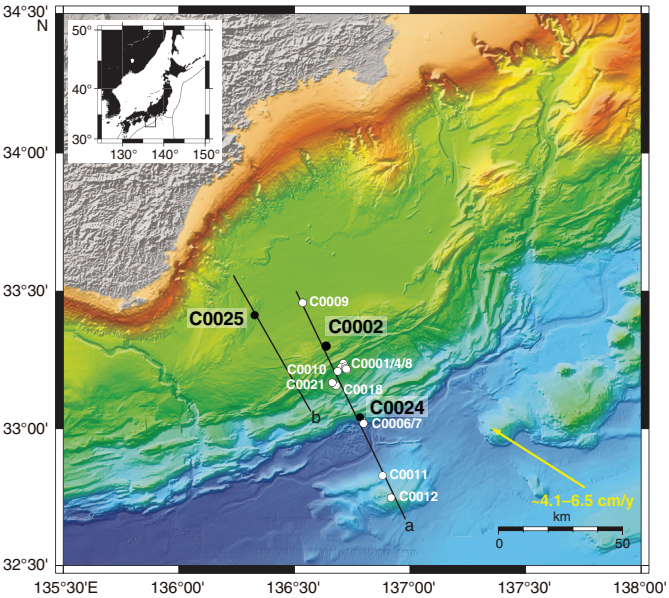 34°30'
N
50°
40°
30°
130°
140°
150°
34°00'
33°30'
C0009
C0025
C0002
C0001/4/8
C0010
C0021
C0018
b
C0024
33°00'
C0006/7
C0011
~4.1–6.5 cm/y
C0012
km
a
0
50
32°30'
135°30'E
136°00'
136°30'
137°00'
137°30'
138°00'